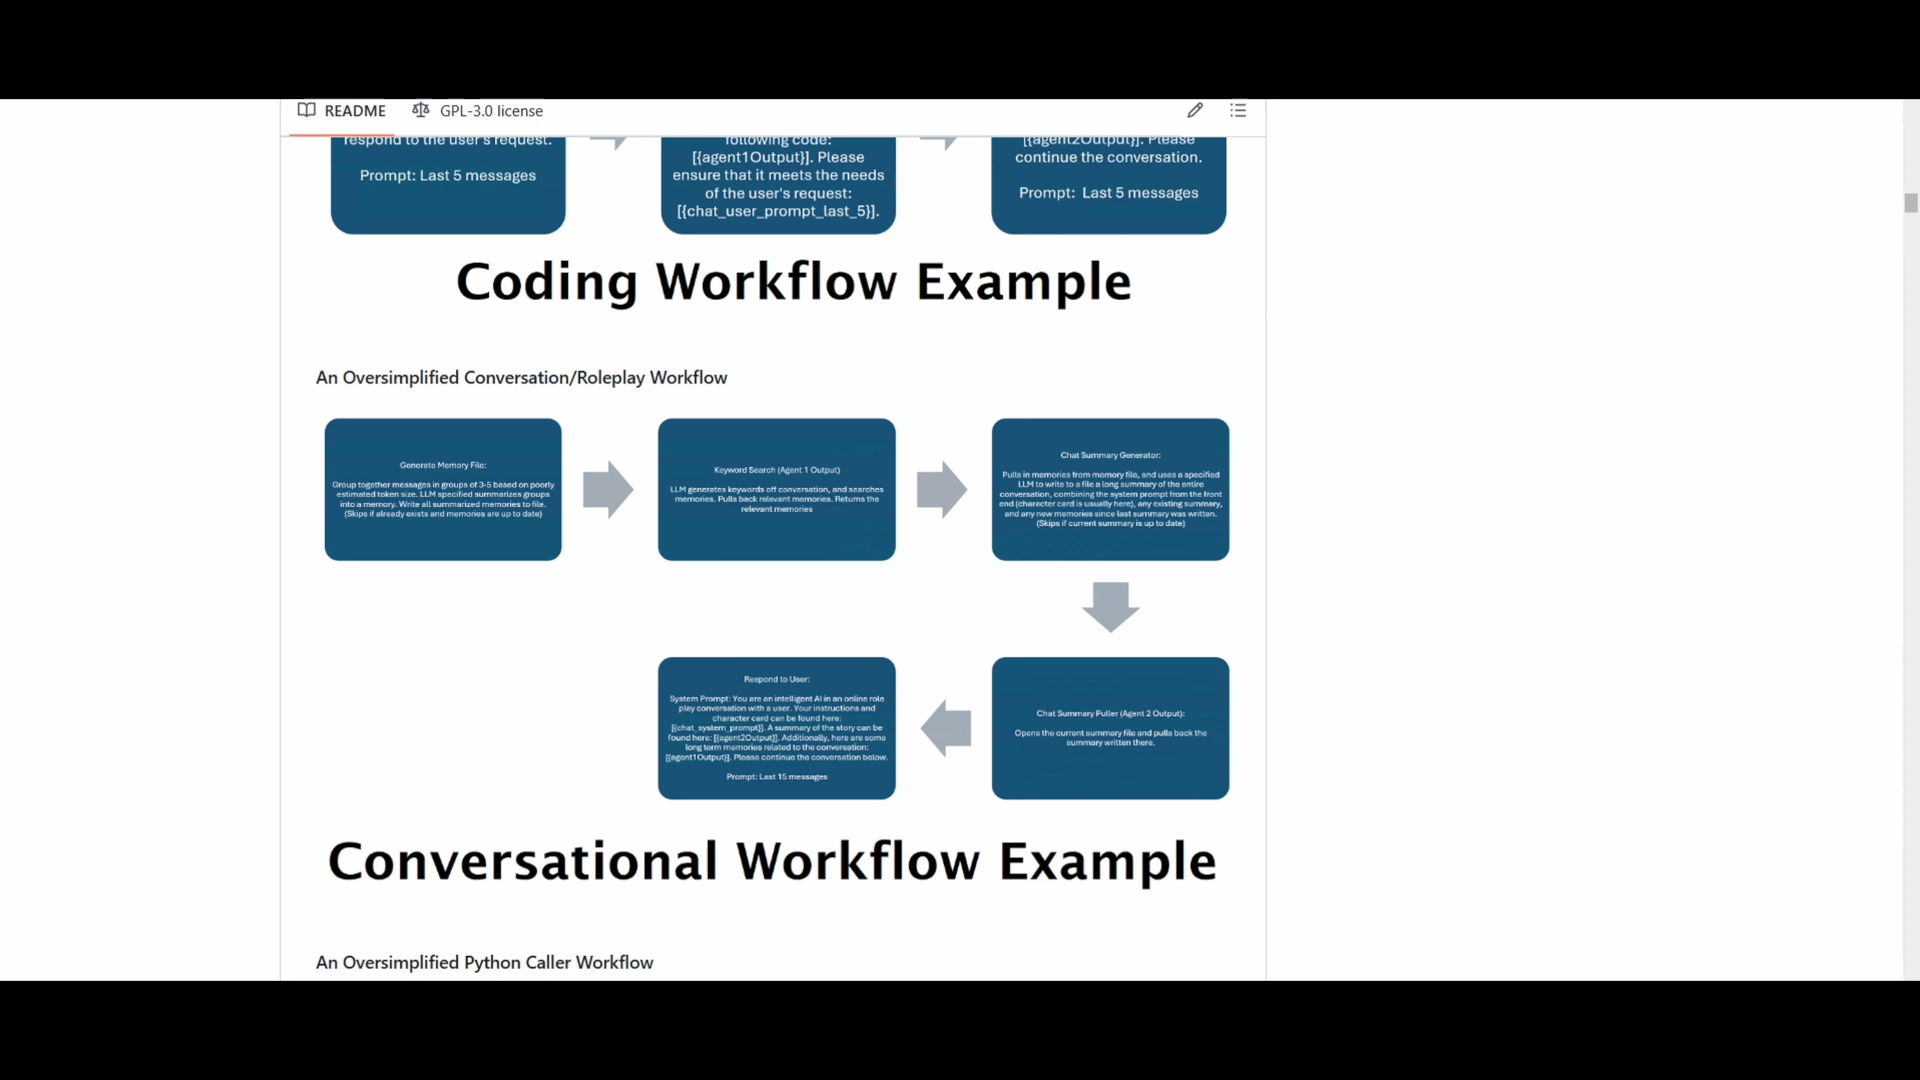 README
GPL-3.0 license
respond to the user's request.
Prompt: Last 5 messages
following code:
[{agent1Output}]. Please
ensure that it meets the needs
of the user's request:
[{chat_user_prompt_last_5}].
[{agent2Output}]. Please
continue the conversation.
Prompt: Last 5 messages
Coding Workflow Example
An Oversimplified Conversation/Roleplay Workflow
Generate Memory File:
Group together messages in groups of 3-5 based on poorly
estimated token size. LLM specified summarizes groups
into a memory. Write all summarized memories to file.
(Skips if already exists and memories are up to date)
Keyword Search (Agent 1 Output)
LLM generates keywords off conversation, and searches
memories. Pulls back relevant memories. Returns the
relevant memories
Chat Summary Generator:
Pulls in memories from memory file, and uses a specified
LLM to write to a file a long summary of the entire
conversation, combining the system prompt from the front
end (character card is usually here), any existing summary,
and any new memories since last summary was written.
(Skips if current summary is up to date)
Respond to User:
System Prompt: You are an intelligent AI in an online role
play conversation with a user. Your instructions and
character card can be found here:
[{chat_system_prompt}]. A summary of the story can be
found here: [{agent2Output}]. Additionally, here are some
long term memories related to the conversation:
[{agent1Output}]. Please continue the conversation below.
Prompt: Last 15 messages
Chat Summary Puller (Agent 2 Output):
Opens the current summary file and pulls back the
summary written there.
Conversational Workflow Example
An Oversimplified Python Caller Workflow